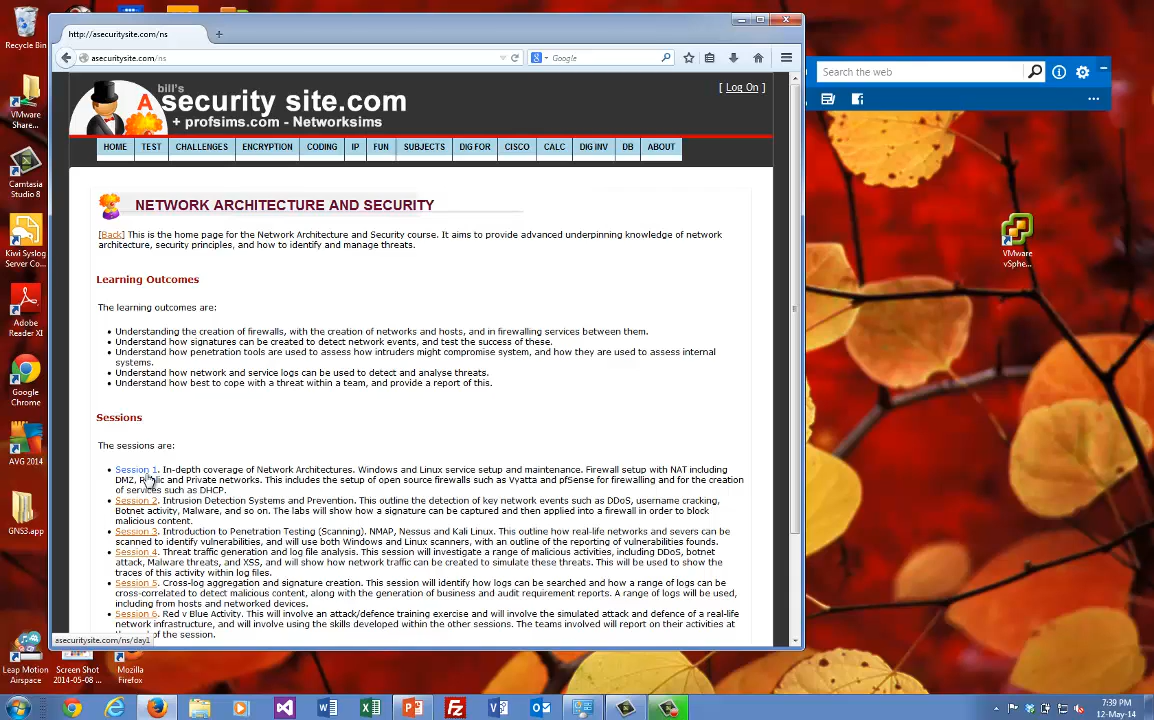 Recycle Bin
VMware
Share...
Camtasia
Studio 8
Kiwi Syslog
Server Co...
Adobe
Reader XI
Google
Chrome
AVG 2014
GNS3.app
Leap Motion
Airspace
Screen Shot
2014-05-08 ...
Mozilla
Firefox
http://asecuritysite.com/ns
asecuritysite.com/ns
Google
bill's
A security site.com
+ profsims.com - Networksims
[ Log On ]
HOME TEST CHALLENGES ENCRYPTION CODING IP FUN SUBJECTS DIG FOR CISCO CALC DIG INV DB ABOUT
NETWORK ARCHITECTURE AND SECURITY
[Back] This is the home page for the Network Architecture and Security course. It aims to provide advanced underpinning knowledge of network
architecture, security principles, and how to identify and manage threats.
Learning Outcomes
The learning outcomes are:
• Understanding the creation of firewalls, with the creation of networks and hosts, and in firewalling services between them.
• Understand how signatures can be created to detect network events, and test the success of these.
• Understand how penetration tools are used to assess how intruders might compromise system, and how they are used to assess internal
systems.
• Understand how network and service logs can be used to detect and analyse threats.
• Understand how best to cope with a threat within a team, and provide a report of this.
Sessions
The sessions are:
• Session 1. In-depth coverage of Network Architectures. Windows and Linux service setup and maintenance. Firewall setup with NAT including
DMZ, Public and Private networks. This includes the setup of open source firewalls such as Vyatta and pfSense for firewalling and for the creation
of services such as DHCP.
• Session 2. Intrusion Detection Systems and Prevention. This outline the detection of key network events such as DDoS, username cracking,
Botnet activity, Malware, and so on. The labs will show how a signature can be captured and then applied into a firewall in order to block
malicious content.
• Session 3. Introduction to Penetration Testing (Scanning). NMAP, Nessus and Kali Linux. This outline how real-life networks and severs can be
scanned to identify vulnerabilities, and will use both Windows and Linux scanners, with an outline of the reporting of vulnerabilities found.
• Session 4. Threat traffic generation and log file analysis. This session will investigate a range of malicious activities, including DDoS, botnet
attack, Malware threats, and XSS, and will show how network traffic can be created to simulate these threats. This will be used to show the
traces of this activity within log files.
• Session 5. Cross-log aggregation and signature creation. This session will identify how logs can be searched and how a range of logs can be
cross-correlated to detect malicious content, along with the generation of business and audit requirement reports. A range of logs will be used,
including from hosts and networked devices.
• Session 6. Red v Blue Activity. This will involve an attack/defence training exercise and will involve the simulated attack and defence of a real-life
network infrastructure, and will involve using the skills developed within the other sessions. The teams involved will report on their activities at
of the session.
asecuritysite.com/ns/day1
Search the web
VMware
vSphe...
7:39 PM
12-May-14